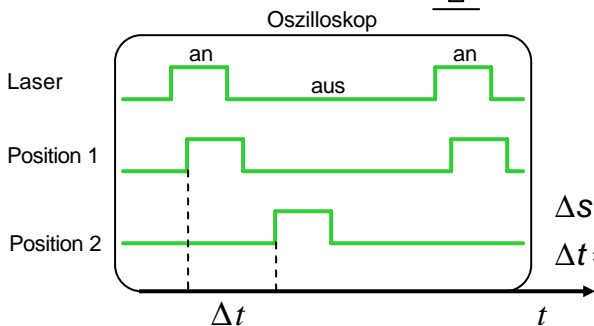 Oszilloskop
Laser
an
aus
an
Position 1
Position 2
Δs
Δt =
Δt
t